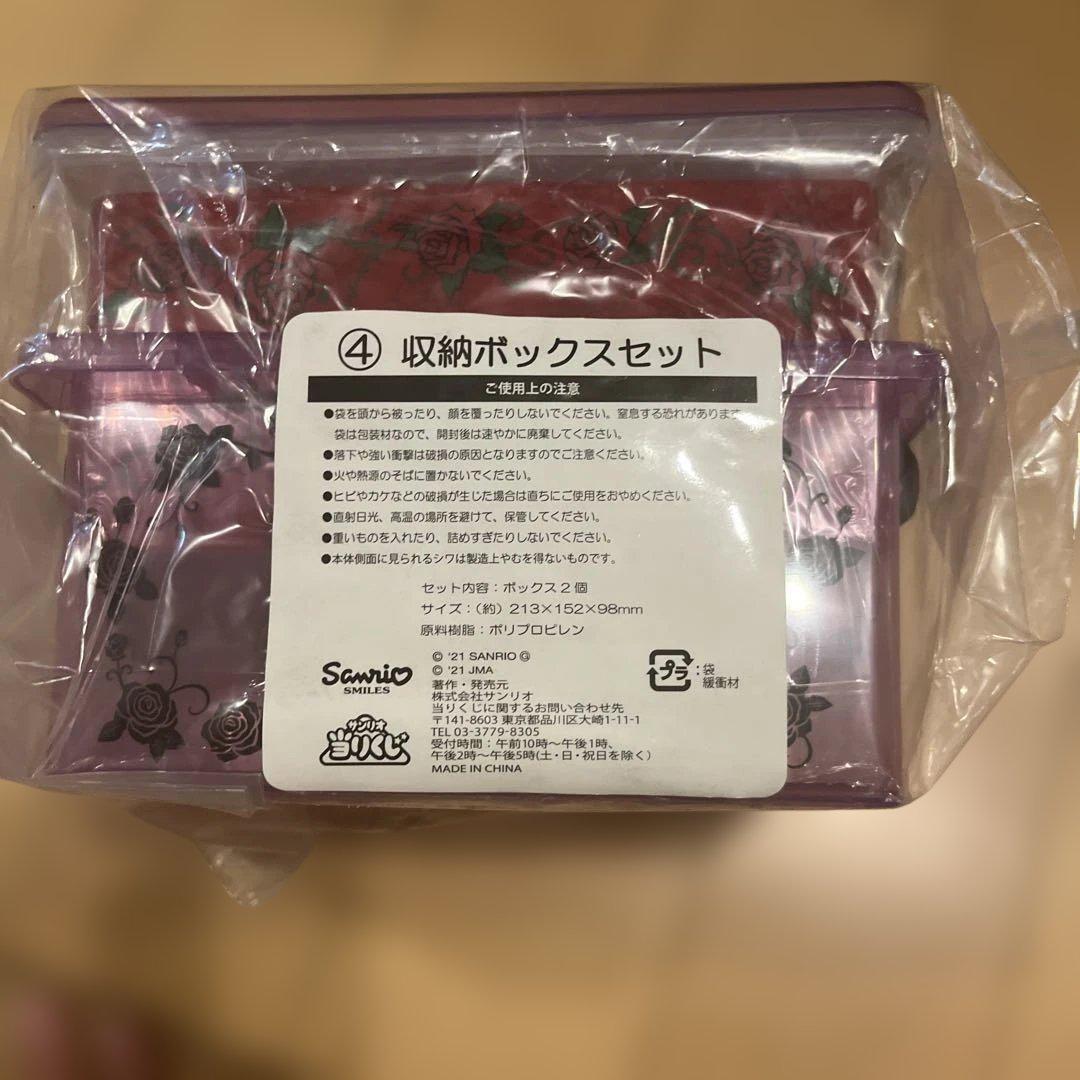 ④ 収納ボックスセット
ご使用上の注意
●袋を頭から被ったり、顔を覆ったりしないでください。窒息する恐れがあります。
袋は包装材なので、開封後は速やかに廃棄してください。
●落下や強い衝撃は破損の原因となりますのでご注意ください。
●火や熱源のそばに置かないでください。
●ヒビやカケなどの破損が生じた場合は直ちにご使用をおやめください。
●直射日光、高温の場所を避けて、保管してください。
●重いものを入れたり、詰めすぎたりしないでください。
●本体側面に見られるシワは製造上やむを得ないものです。
セット内容：ボックス2個
サイズ：（約）213×152×98mm
原料樹脂：ポリプロピレン
Sanrio
SMILES
サンリオ
当りくじ
© '21 SANRIO Ⓖ
© '21 JMA
著作・発売元
株式会社サンリオ
当りくじに関するお問い合わせ先
〒141-8603 東京都品川区大崎1-11-1
TEL 03-3779-8305
受付時間：午前10時〜午後1時、
午後2時〜午後5時(土・日・祝日を除く)
MADE IN CHINA
プラ：袋
緩衝材